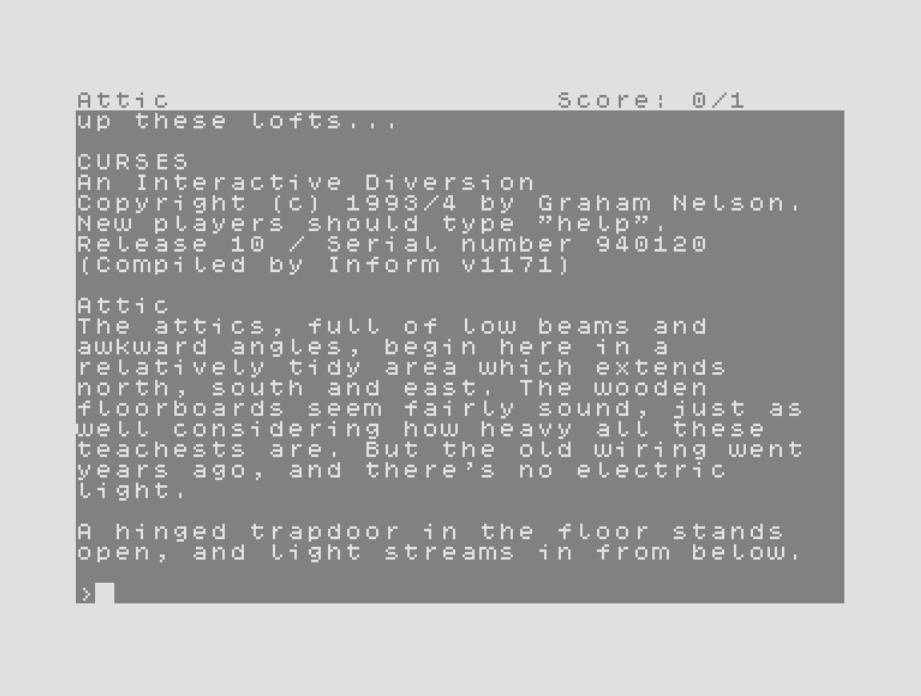 Attic Score: 0/1
up these lofts...
CURSES
An Interactive Diversion
Copyright (c) 1993/4 by Graham Nelson.
New players should type "help".
Release 10 / Serial number 940120
(Compiled by Inform v1171)
Attic
The attics, full of low beams and
awkward angles, begin here in a
relatively tidy area which extends
north, south and east. The wooden
floorboards seem fairly sound, just as
well considering how heavy all these
teachests are. But the old wiring went
years ago, and there's no electric
light.
A hinged trapdoor in the floor stands
open, and light streams in from below.
>